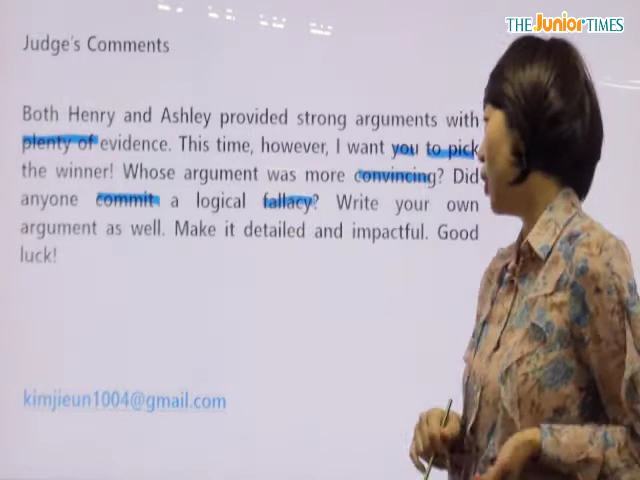 THE Junior TIMES
Judge's Comments
Both Henry and Ashley provided strong arguments with
plenty of evidence. This time, however, I want you to pick
the winner! Whose argument was more convincing? Did
anyone commit a logical fallacy? Write your own
argument as well. Make it detailed and impactful. Good
luck!
kimjieun1004@gmail.com